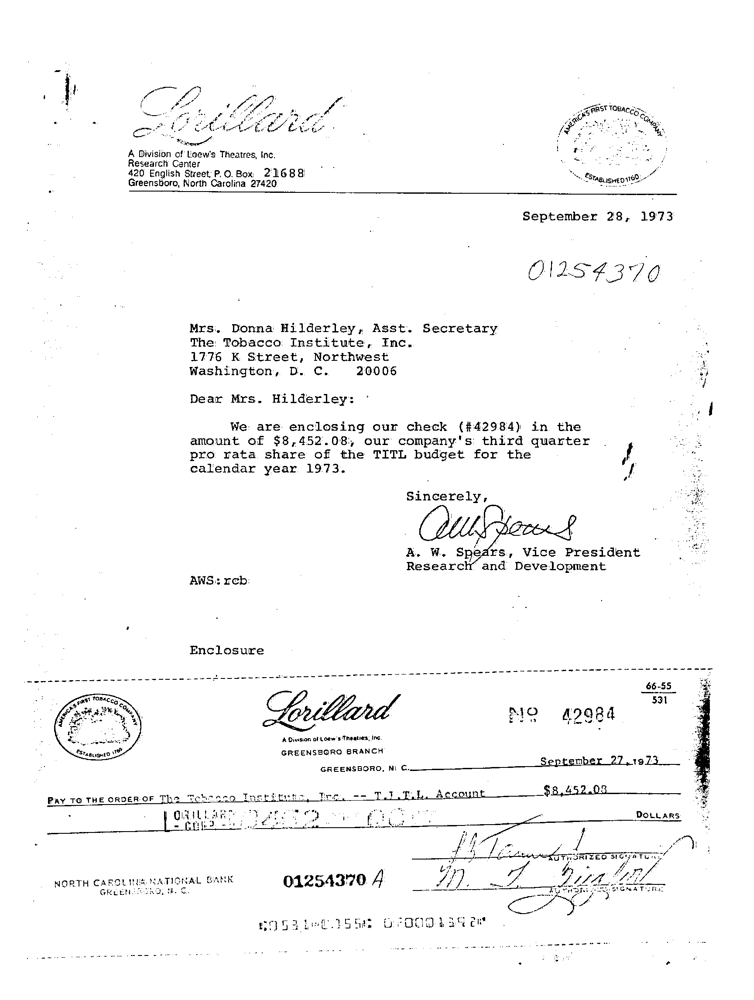 Lorillard
A Division of Loew's Theatres, Inc.
Research Center
420 English Street, P. O. Box 21688
Greensboro, North Carolina 27420
AMERICA'S FIRST TOBACCO COMPANY
ESTABLISHED 1760
September 28, 1973
01254370
Mrs. Donna Hilderley, Asst. Secretary
The Tobacco Institute, Inc.
1776 K Street, Northwest
Washington, D. C. 20006
Dear Mrs. Hilderley:
We are enclosing our check (#42984) in the
amount of $8,452.08, our company's third quarter
pro rata share of the TITL budget for the
calendar year 1973.
Sincerely,
A. W. Spears, Vice President
Research and Development
AWS:rcb
Enclosure
AMERICA'S FIRST TOBACCO COMPANY
ESTABLISHED 1760
Lorillard
A Division of Loew's Theatres, Inc.
GREENSBORO BRANCH
GREENSBORO, N. C.
66-55
531
No 42984
September 27, 1973
PAY TO THE ORDER OF The Tobacco Institute, Inc. -- T.I.T.L. Account $8,452.08
LORILLARD
CORP
DOLLARS
AUTHORIZED SIGNATURE
NORTH CAROLINA NATIONAL BANK
GREENSBORO, N. C.
01254370 A
AUTHORIZED SIGNATURE